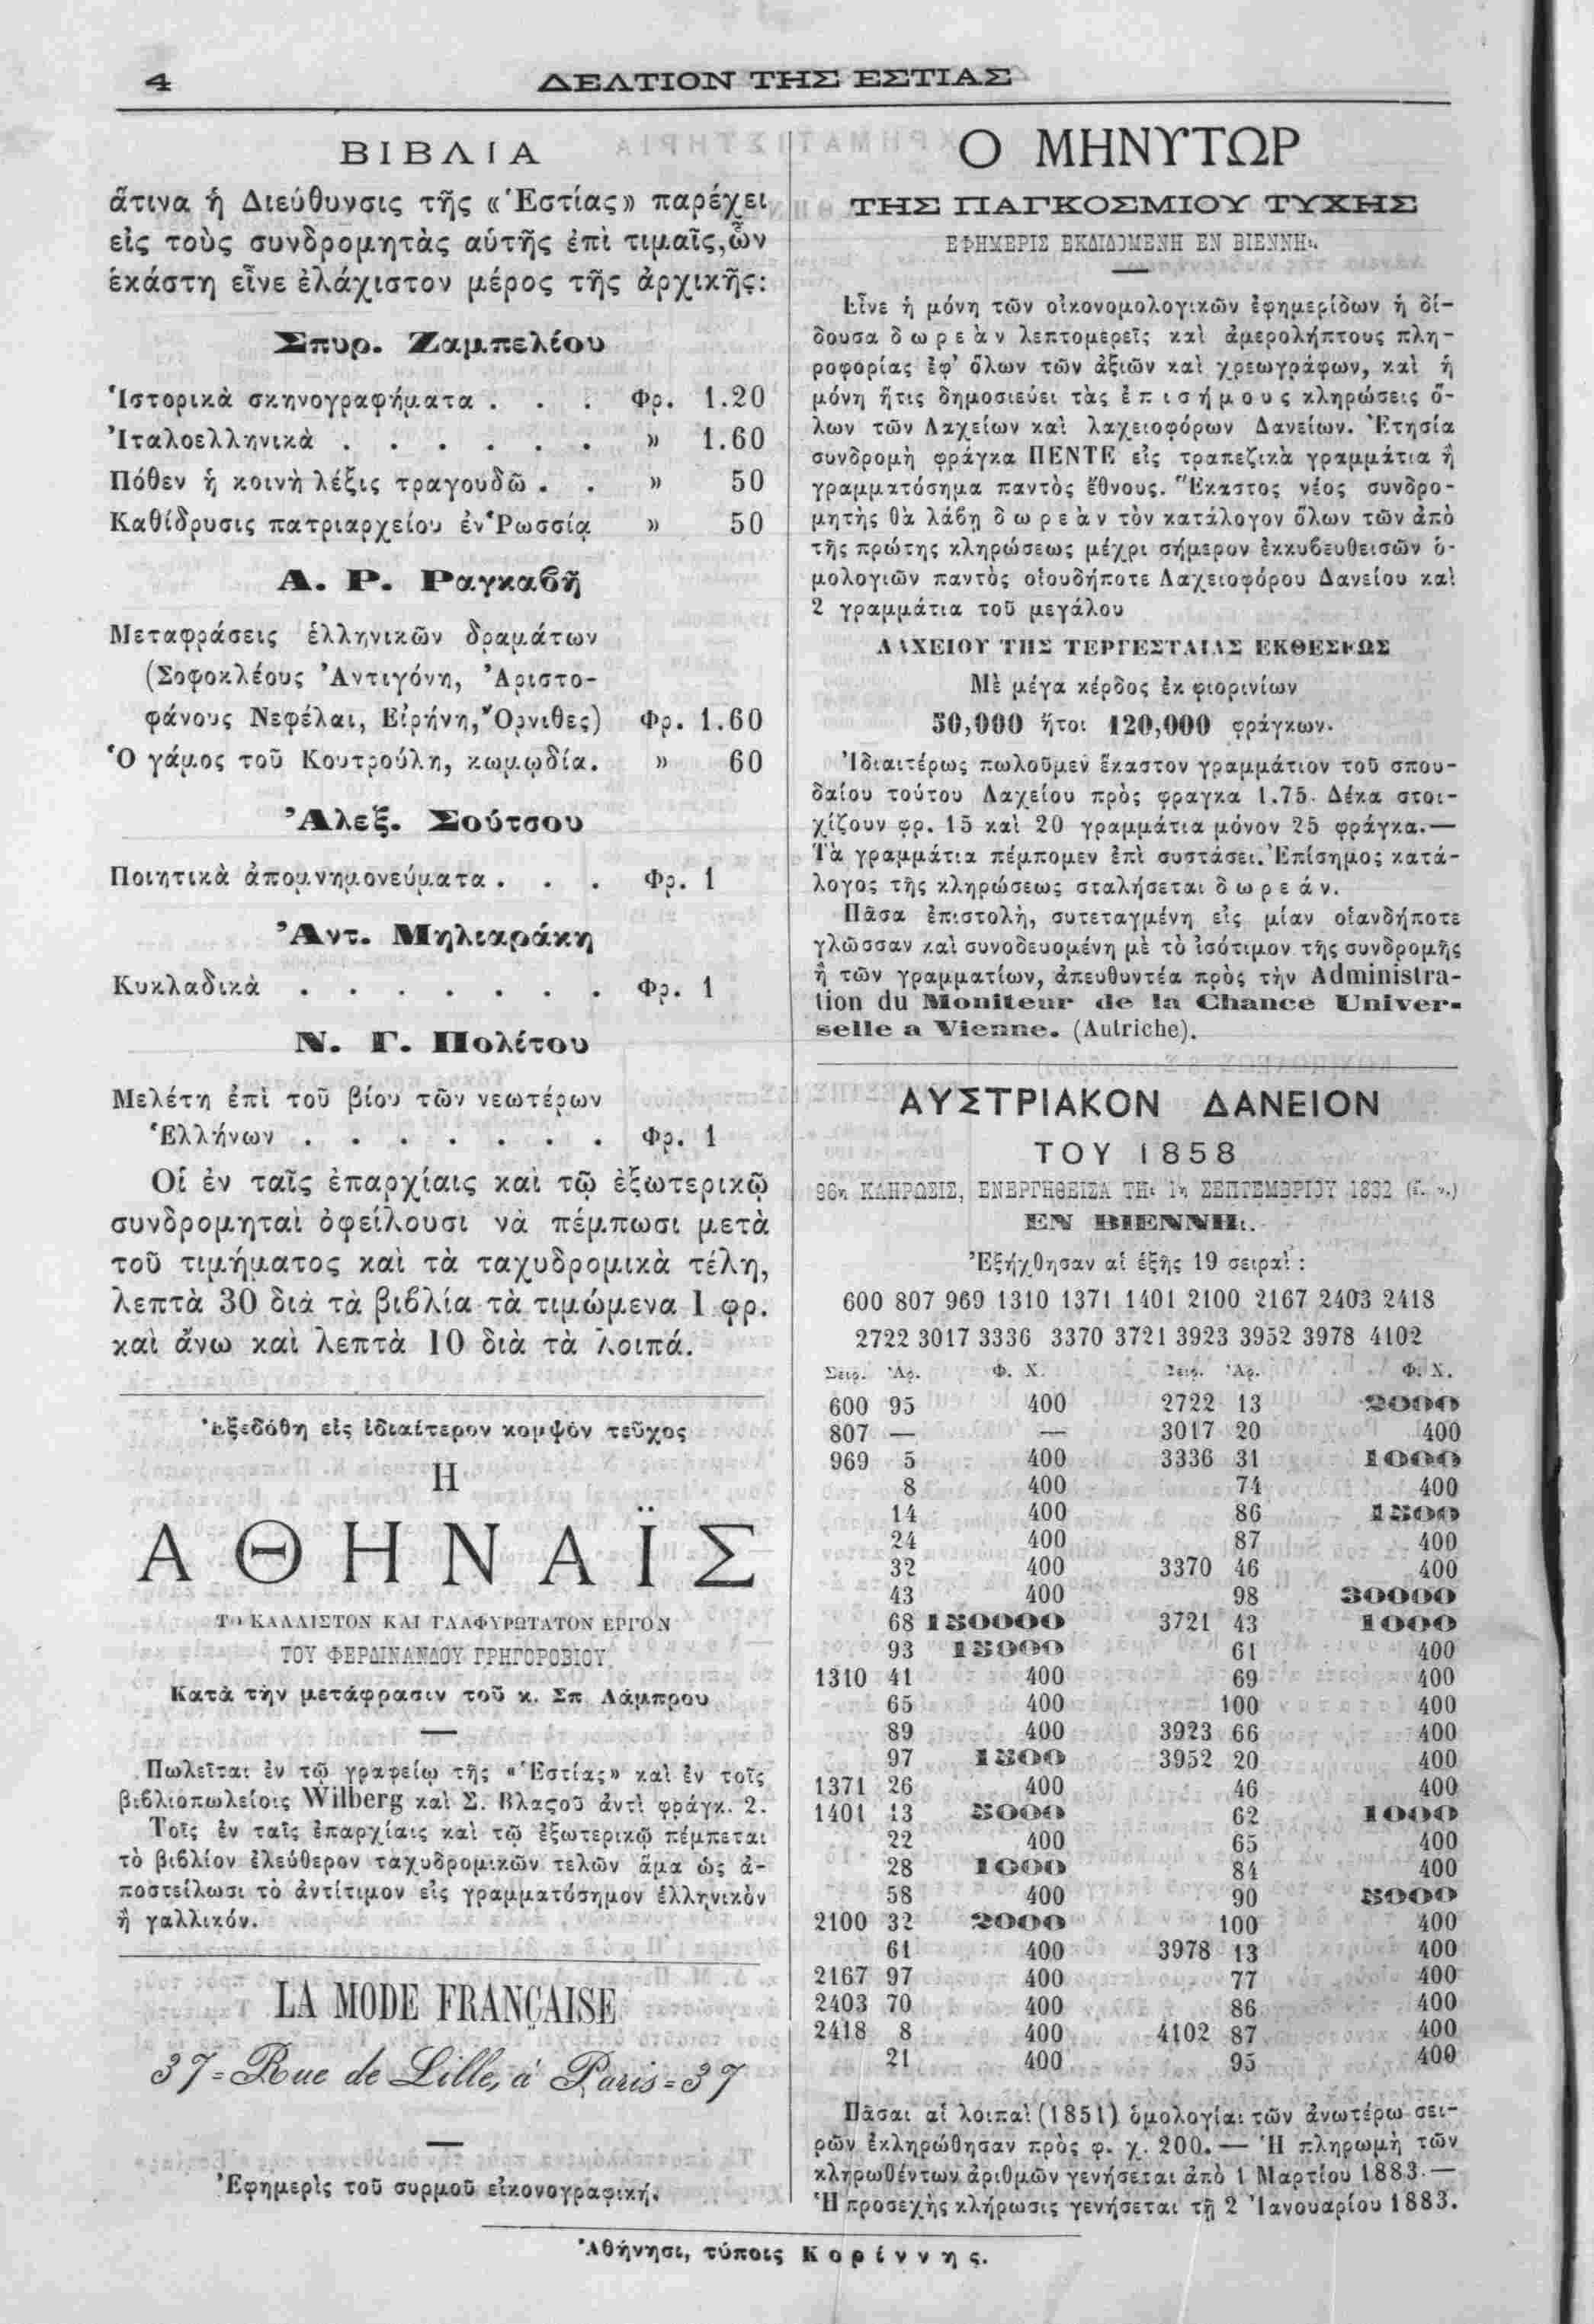 4
ΔΕΛΤΙΟΝ ΤΗΣ ΕΣΤΙΑΣ
ΒΙΒΛΙΑ
ἅτινα ἡ Διεύθυνσις τῆς «Ἑστίας» παρέχει
εἰς τοὺς συνδρομητὰς αὑτῆς ἐπὶ τιμαῖς, ὧν
ἑκάστη εἶνε ἐλάχιστον μέρος τῆς ἀρχικῆς:
Σπυρ. Ζαμπελίου
Ἱστορικὰ σκηνογραφήματα . . . Φρ. 1.20
Ἰταλοελληνικὰ . . . . . . » 1.60
Πόθεν ἡ κοινὴ λέξις τραγουδῶ . . » 50
Καθίδρυσις πατριαρχείου ἐν Ῥωσσίᾳ » 50
Α. Ρ. Ραγκαβῆ
Μεταφράσεις ἑλληνικῶν δραμάτων
(Σοφοκλέους Ἀντιγόνη, Ἀριστο-
φάνους Νεφέλαι, Εἰρήνη, Ὄρνιθες) Φρ. 1.60
Ὁ γάμος τοῦ Κουτρούλη, κωμῳδία. » 60
Ἀλεξ. Σούτσου
Ποιητικὰ ἀπομνημονεύματα . . . Φρ. 1
Ἀντ. Μηλιαράκη
Κυκλαδικὰ . . . . . . . Φρ. 1
Ν. Γ. Πολίτου
Μελέτη ἐπὶ τοῦ βίου τῶν νεωτέρων
Ἑλλήνων . . . . . . . Φρ. 1
Οἱ ἐν ταῖς ἐπαρχίαις καὶ τῷ ἐξωτερικῷ
συνδρομηταὶ ὀφείλουσι νὰ πέμπωσι μετὰ
τοῦ τιμήματος καὶ τὰ ταχυδρομικὰ τέλη,
λεπτὰ 30 διὰ τὰ βιβλία τὰ τιμώμενα 1 φρ.
καὶ ἄνω καὶ λεπτὰ 10 διὰ τὰ λοιπά.
Ἐξεδόθη εἰς ἰδιαίτερον κομψὸν τεῦχος
Η
ΑΘΗΝΑΪΣ
ΤΟ ΚΑΛΛΙΣΤΟΝ ΚΑΙ ΓΛΑΦΥΡΩΤΑΤΟΝ ΕΡΓΟΝ
ΤΟΥ ΦΕΡΔΙΝΑΝΔΟΥ ΓΡΗΓΟΡΟΒΙΟΥ
Κατὰ τὴν μετάφρασιν τοῦ κ. Σπ. Λάμπρου
Πωλεῖται ἐν τῷ γραφείῳ τῆς «Ἑστίας» καὶ ἐν τοῖς
βιβλιοπωλείοις Wilberg καὶ Σ. Βλαστοῦ ἀντὶ φράγκ. 2.
Τοῖς ἐν ταῖς ἐπαρχίαις καὶ τῷ ἐξωτερικῷ πέμπεται
τὸ βιβλίον ἐλεύθερον ταχυδρομικῶν τελῶν ἅμα ὡς ἀ-
ποστείλωσι τὸ ἀντίτιμον εἰς γραμματόσημον ἑλληνικὸν
ἢ γαλλικόν.
LA MODE FRANÇAISE
37=Rue de Lille, à Paris=37
Ἐφημερὶς τοῦ συρμοῦ εἰκονογραφική.
Ο ΜΗΝΥΤΩΡ
ΤΗΣ ΠΑΓΚΟΣΜΙΟΥ ΤΥΧΗΣ
ΕΦΗΜΕΡΙΣ ΕΚΔΙΔΟΜΕΝΗ ΕΝ ΒΙΕΝΝΗι.
Εἶνε ἡ μόνη τῶν οἰκονομολογικῶν ἐφημερίδων ἡ δί-
δουσα δωρεὰν λεπτομερεῖς καὶ ἀμερολήπτους πλη-
ροφορίας ἐφ' ὅλων τῶν ἀξιῶν καὶ χρεωγράφων, καὶ ἡ
μόνη ἥτις δημοσιεύει τὰς ἐπισήμους κληρώσεις ὅ-
λων τῶν Λαχείων καὶ λαχειοφόρων Δανείων. Ἐτησία
συνδρομὴ φράγκα ΠΕΝΤΕ εἰς τραπεζικὰ γραμμάτια ἢ
γραμματόσημα παντὸς ἔθνους. Ἕκαστος νέος συνδρο-
μητὴς θὰ λάβη δωρεὰν τὸν κατάλογον ὅλων τῶν ἀπὸ
τῆς πρώτης κληρώσεως μέχρι σήμερον ἐκκυβευθεισῶν ὁ-
μολογιῶν παντὸς οἱουδήποτε Λαχειοφόρου Δανείου καὶ
2 γραμμάτια τοῦ μεγάλου
ΛΑΧΕΙΟΥ ΤΗΣ ΤΕΡΓΕΣΤΑΙΑΣ ΕΚΘΕΣΕΩΣ
Μὲ μέγα κέρδος ἐκ φιορινίων
50,000 ἤτοι 120,000 φράγκων.
Ἰδιαιτέρως πωλοῦμεν ἕκαστον γραμμάτιον τοῦ σπου-
δαίου τούτου Λαχείου πρὸς φραγκα 1.75. Δέκα στοι-
χίζουν φρ. 15 καὶ 20 γραμμάτια μόνον 25 φράγκα.—
Τὰ γραμμάτια πέμπομεν ἐπὶ συστάσει. Ἐπίσημος κατά-
λογος τῆς κληρώσεως σταλήσεται δωρεάν.
Πᾶσα ἐπιστολὴ, συτεταγμένη εἰς μίαν οἱανδήποτε
γλῶσσαν καὶ συνοδευομένη μὲ τὸ ἰσότιμον τῆς συνδρομῆς
ἢ τῶν γραμματίων, ἀπευθυντέα πρὸς τὴν Administra-
tion du Moniteur de la Chance Univer-
selle a Vienne. (Autriche).
ΑΥΣΤΡΙΑΚΟΝ ΔΑΝΕΙΟΝ
ΤΟΥ 1858
96η ΚΛΗΡΩΣΙΣ, ΕΝΕΡΓΗΘΕΙΣΑ ΤΗι 1η ΣΕΠΤΕΜΒΡΙΟΥ 1882 (ἔ. ν.)
ΕΝ ΒΙΕΝΝΗι.
Ἐξήχθησαν αἱ ἑξῆς 19 σειραὶ :
600 807 969 1310 1371 1401 2100 2167 2403 2418
2722 3017 3336 3370 3721 3923 3952 3978 4102
Σειρ. Ἀρ. Φ. Χ. Σειρ. Ἀρ. Φ. Χ.
600 95 400 2722 13 2000
807 — — 3017 20 400
969 5 400 3336 31 1000
8 400 74 400
14 400 86 1500
24 400 87 400
32 400 3370 46 400
43 400 98 30000
68 150000 3721 43 1000
93 15000 61 400
1310 41 400 69 400
65 400 100 400
89 400 3923 66 400
97 1500 3952 20 400
1371 26 400 46 400
1401 13 5000 62 1000
22 400 65 400
28 1000 84 400
58 400 90 5000
2100 32 2000 100 400
61 400 3978 13 400
2167 97 400 77 400
2403 70 400 86 400
2418 8 400 4102 87 400
21 400 95 400
Πᾶσαι αἱ λοιπαὶ (1851) ὁμολογίαι τῶν ἀνωτέρω σει-
ρῶν ἐκληρώθησαν πρὸς φ. χ. 200.— Ἡ πληρωμὴ τῶν
κληρωθέντων ἀριθμῶν γενήσεται ἀπὸ 1 Μαρτίου 1883.—
Ἡ προσεχὴς κλήρωσις γενήσεται τῇ 2 Ἰανουαρίου 1883.
Ἀθήνησι, τύποις Κορίννης.